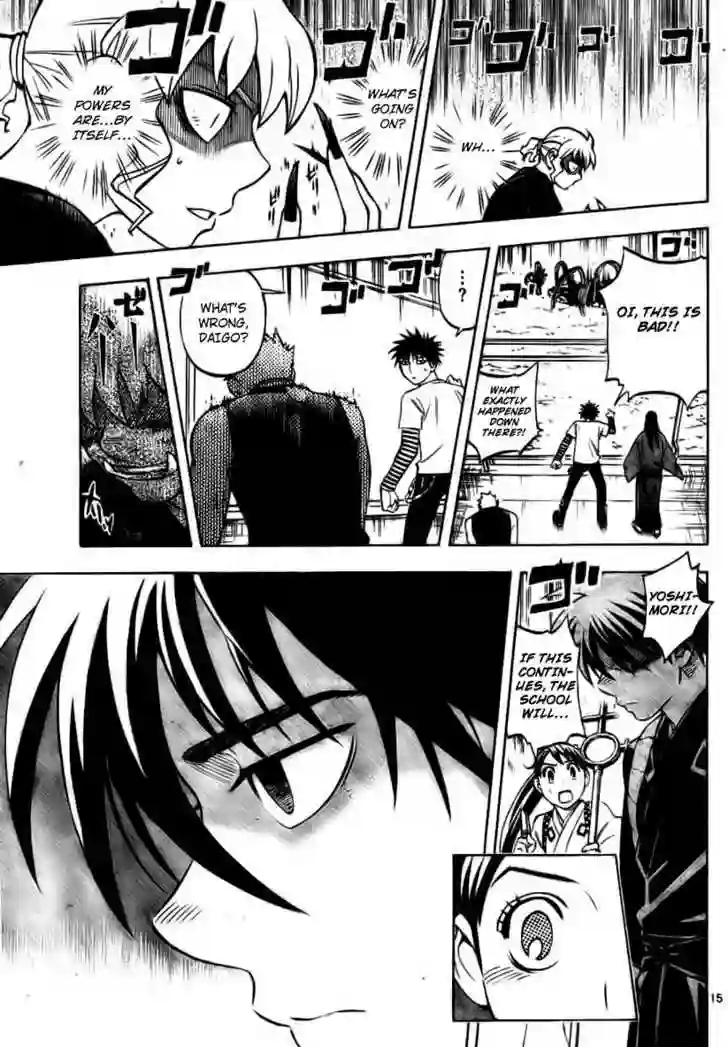 ゴ
ゴ
ゴ
ゴ
WH...
ゴ
ゴ
WHAT'S
GOING
ON?
MY
POWERS
ARE...BY
ITSELF...
OI, THIS IS
BAD!!
WHAT
EXACTLY
HAPPENED
DOWN
THERE?!
ゴ
...?
ゴ
ゴ
WHAT'S
WRONG,
DAIGO?
ゴ
ゼ
YOSHI-
MORI!!
ゴ
IF THIS
CONTIN-
UES, THE
SCHOOL
WILL...
15